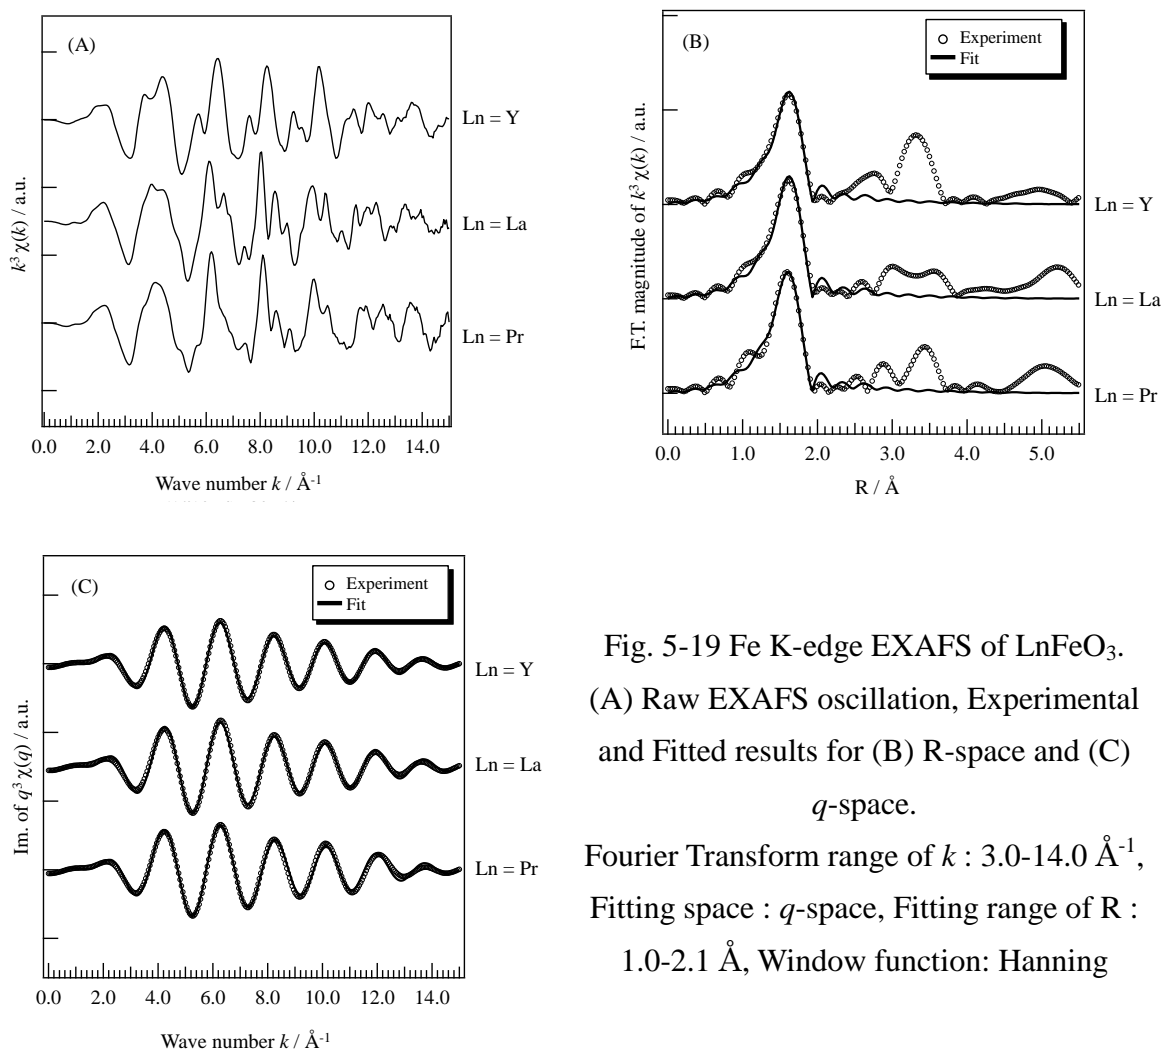 (A)
Ln = Y
Ln = La
Ln = Pr
k³ χ(k) / a.u.
0.0 2.0 4.0 6.0 8.0 10.0 12.0 14.0
Wave number k / Å⁻¹
(B)
Experiment
Fit
Ln = Y
Ln = La
Ln = Pr
F.T. magnitude of k³ χ(k) / a.u.
0.0 1.0 2.0 3.0 4.0 5.0
R / Å
(C)
Experiment
Fit
Ln = Y
Ln = La
Ln = Pr
Im. of q³ χ(q) / a.u.
0.0 2.0 4.0 6.0 8.0 10.0 12.0 14.0
Wave number k / Å⁻¹
Fig. 5-19 Fe K-edge EXAFS of LnFeO₃.
(A) Raw EXAFS oscillation, Experimental
and Fitted results for (B) R-space and (C)
q-space.
Fourier Transform range of k : 3.0-14.0 Å⁻¹,
Fitting space : q-space, Fitting range of R :
1.0-2.1 Å, Window function: Hanning